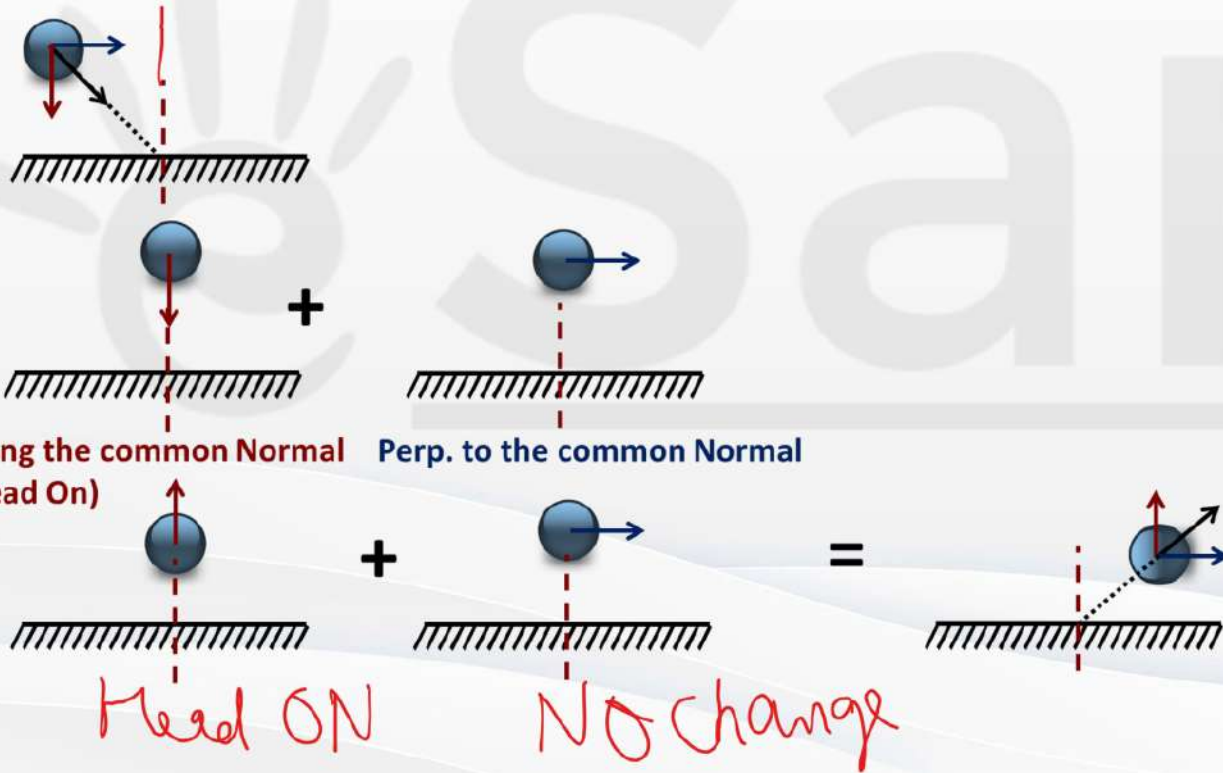 ng the common Normal
Perp. to the common Normal
ead On)
+
+
=
Head ON
NO change